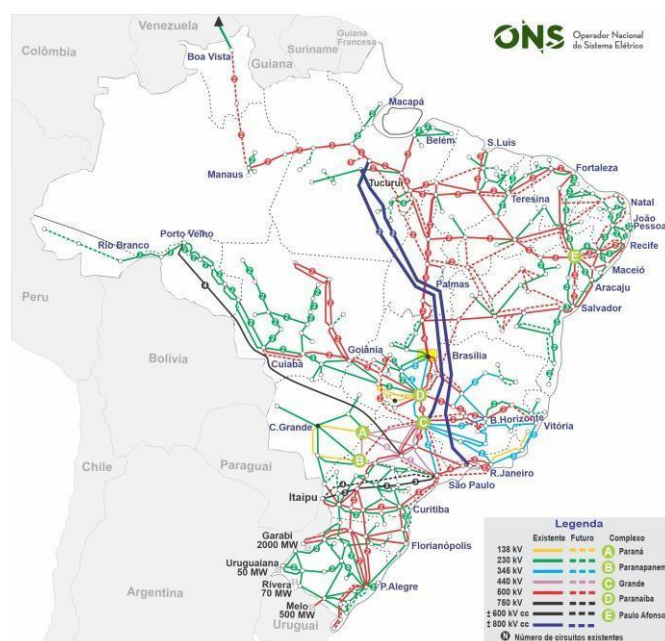 ONS
Operador Nacional
do Sistema Elétrico
Venezuela
Colômbia
Guiana
Suriname
Guiana
Francesa
Boa Vista
Macapá
Belém
S.Luís
Fortaleza
Manaus
Tucuruí
Teresina
Natal
João
Pessoa
Recife
Maceió
Aracaju
Salvador
E
Porto Velho
Rio Branco
Peru
Palmas
Bolívia
Cuiabá
Goiânia
Brasília
D
C
B.Horizonte
Vitória
C.Grande
A
B
R.Janeiro
São Paulo
Chile
Paraguai
Itaipu
Curitiba
Garabi
2000 MW
Florianópolis
Uruguaiana
50 MW
Rivera
70 MW
P.Alegre
Melo
500 MW
Argentina
Uruguai
Legenda
Existente Futuro Complexo
138 kV A Paraná
230 kV B Paranapanem
345 kV C Grande
440 kV D Paranaíba
500 kV E Paulo Afonso
750 kV
± 600 kV cc
± 800 kV cc
N Número de circuitos existentes